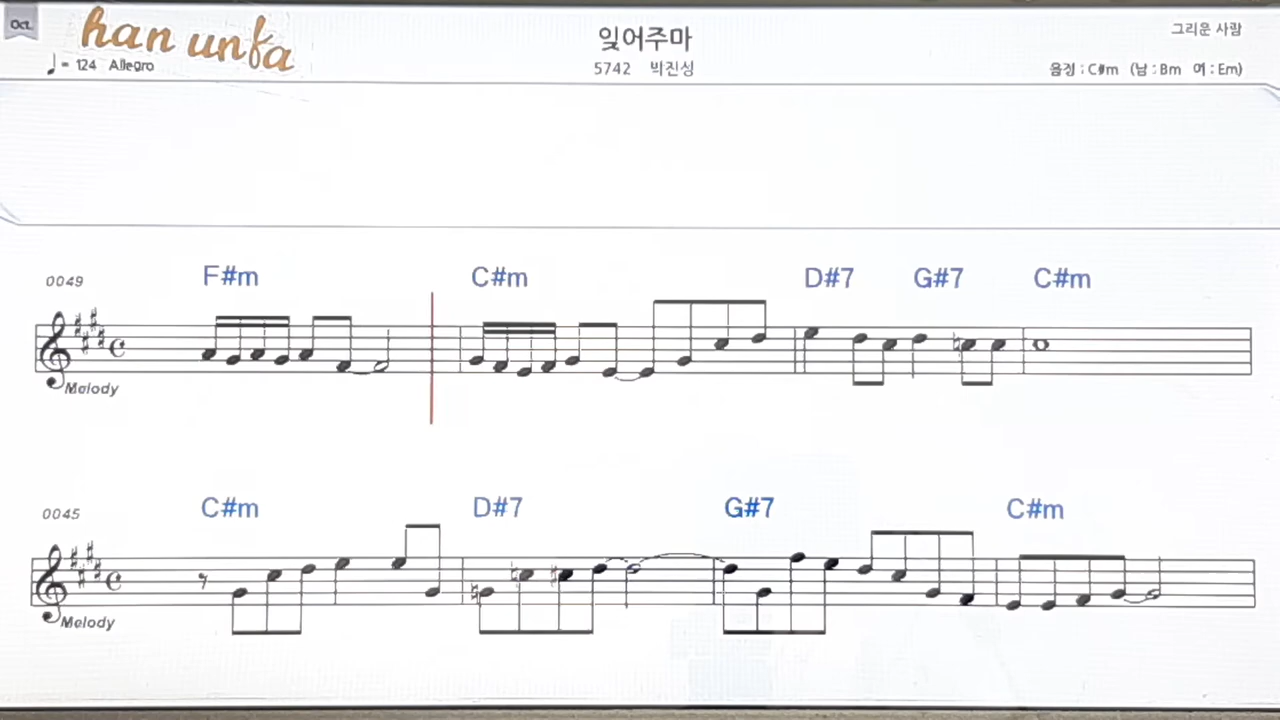 Oct.
han unfa
♩= 124 Allegro
잊어주마
5742 박진성
그리운 사람
음정 : C#m (남 : Bm 여 : Em)
0049
F#m C#m D#7 G#7 C#m
Melody
0045
C#m D#7 G#7 C#m
Melody